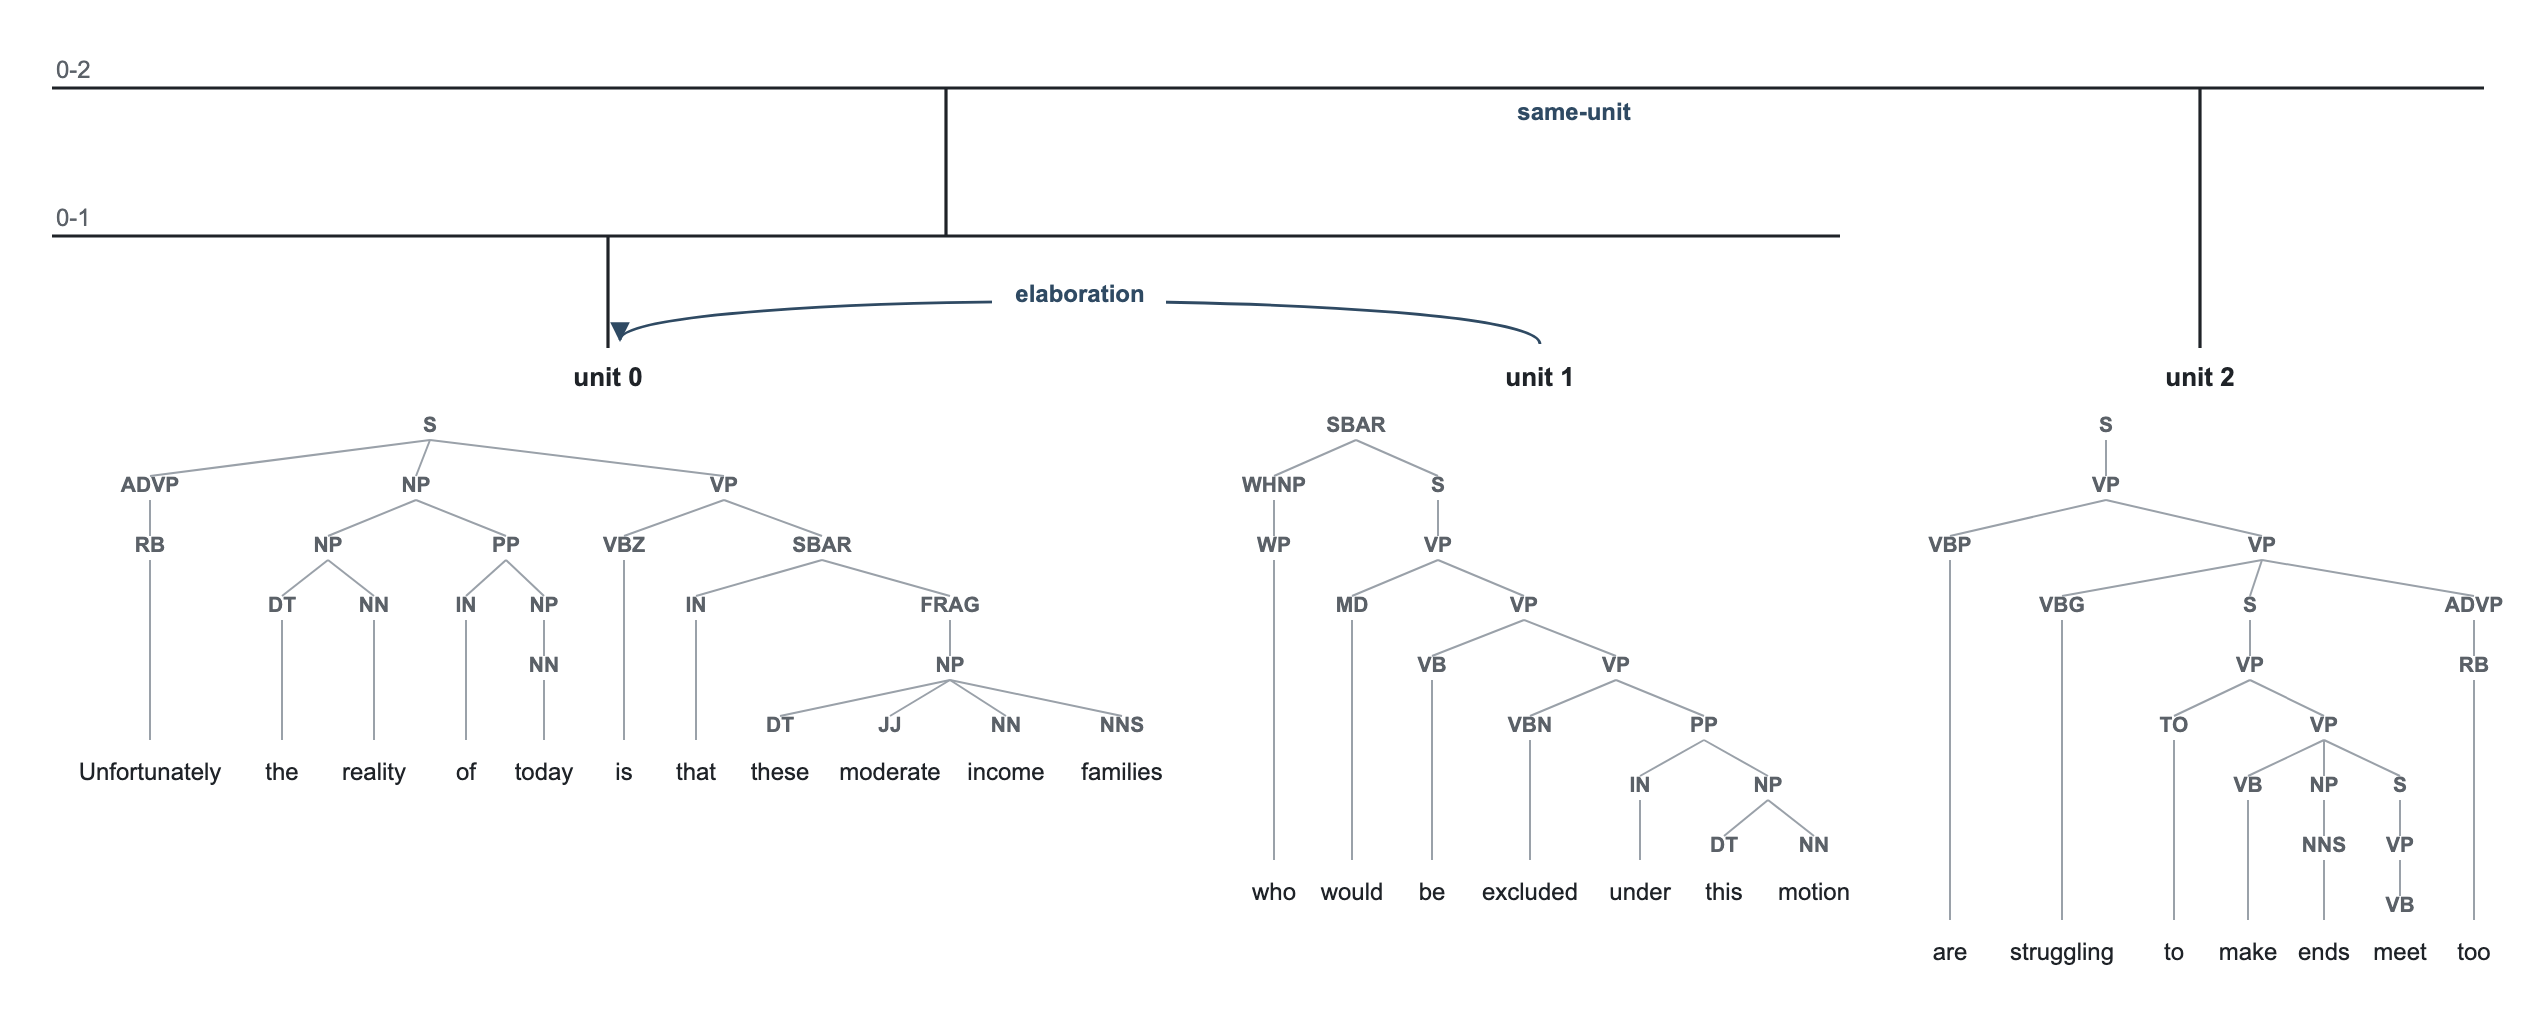 0-2
same-unit
0-1
elaboration
unit 0 unit 1 unit 2
S SBAR S
ADVP NP VP WHNP S VP
RB NP PP VBZ SBAR WP VP VBP VP
DT NN IN NP IN FRAG MD VP VBG S ADVP
NN NP VB VP VP RB
DT JJ NN NNS VBN PP TO VP
Unfortunately the reality of today is that these moderate income families
IN NP VB NP S
DT NN NNS VP
who would be excluded under this motion
VB
are struggling to make ends meet too